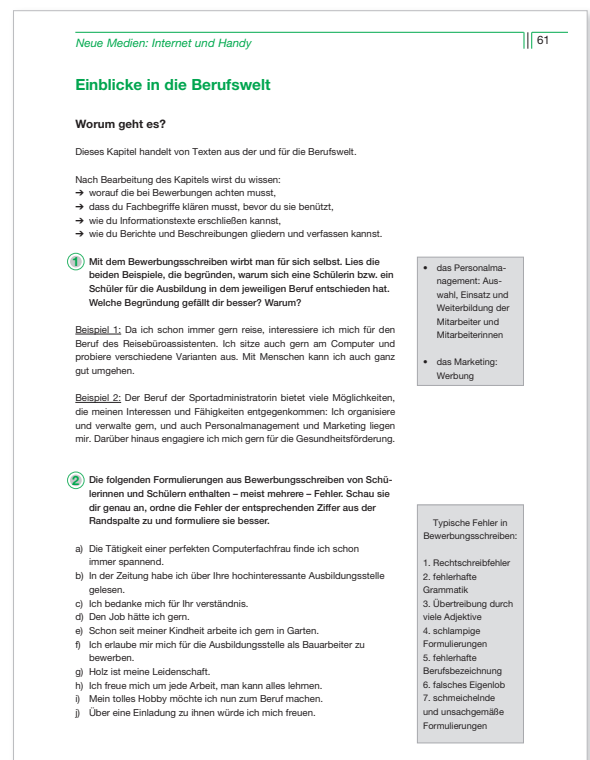 Neue Medien: Internet und Handy
61
Einblicke in die Berufswelt
Worum geht es?
Dieses Kapitel handelt von Texten aus der und für die Berufswelt.
Nach Bearbeitung des Kapitels wirst du wissen:
➔ worauf die bei Bewerbungen achten musst,
➔ dass du Fachbegriffe klären musst, bevor du sie benützt,
➔ wie du Informationstexte erschließen kannst,
➔ wie du Berichte und Beschreibungen gliedern und verfassen kannst.
1 Mit dem Bewerbungsschreiben wirbt man für sich selbst. Lies die
beiden Beispiele, die begründen, warum sich eine Schülerin bzw. ein
Schüler für die Ausbildung in dem jeweiligen Beruf entschieden hat.
Welche Begründung gefällt dir besser? Warum?
Beispiel 1: Da ich schon immer gern reise, interessiere ich mich für den
Beruf des Reisebüroassistenten. Ich sitze auch gern am Computer und
probiere verschiedene Varianten aus. Mit Menschen kann ich auch ganz
gut umgehen.
Beispiel 2: Der Beruf der Sportadministratorin bietet viele Möglichkeiten,
die meinen Interessen und Fähigkeiten entgegenkommen: Ich organisiere
und verwalte gern, und auch Personalmanagement und Marketing liegen
mir. Darüber hinaus engagiere ich mich gern für die Gesundheitsförderung.
• das Personalma-
nagement: Aus-
wahl, Einsatz und
Weiterbildung der
Mitarbeiter und
Mitarbeiterinnen
• das Marketing:
Werbung
2 Die folgenden Formulierungen aus Bewerbungsschreiben von Schü-
lerinnen und Schülern enthalten – meist mehrere – Fehler. Schau sie
dir genau an, ordne die Fehler der entsprechenden Ziffer aus der
Randspalte zu und formuliere sie besser.
a) Die Tätigkeit einer perfekten Computerfachfrau finde ich schon
immer spannend.
b) In der Zeitung habe ich über Ihre hochinteressante Ausbildungsstelle
gelesen.
c) Ich bedanke mich für Ihr verständnis.
d) Den Job hätte ich gern.
e) Schon seit meiner Kindheit arbeite ich gern in Garten.
f) Ich erlaube mir mich für die Ausbildungsstelle als Bauarbeiter zu
bewerben.
g) Holz ist meine Leidenschaft.
h) Ich freue mich um jede Arbeit, man kann alles lehrnen.
i) Mein tolles Hobby möchte ich nun zum Beruf machen.
j) Über eine Einladung zu ihnen würde ich mich freuen.
Typische Fehler in
Bewerbungsschreiben:
1. Rechtschreibfehler
2. fehlerhafte
Grammatik
3. Übertreibung durch
viele Adjektive
4. schlampige
Formulierungen
5. fehlerhafte
Berufsbezeichnung
6. falsches Eigenlob
7. schmeichelnde
und unsachgemäße
Formulierungen